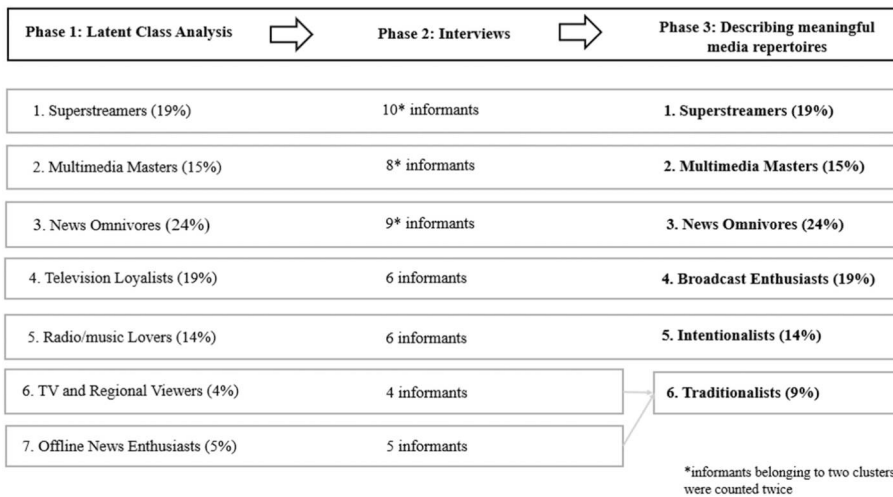 Phase 1: Latent Class Analysis
Phase 2: Interviews
Phase 3: Describing meaningful
media repertoires
1. Superstreamers (19%)
10* informants
1. Superstreamers (19%)
2. Multimedia Masters (15%)
8* informants
2. Multimedia Masters (15%)
3. News Omnivores (24%)
9* informants
3. News Omnivores (24%)
4. Television Loyalists (19%)
6 informants
4. Broadcast Enthusiasts (19%)
5. Radio/music Lovers (14%)
6 informants
5. Intentionalists (14%)
6. TV and Regional Viewers (4%)
4 informants
6. Traditionalists (9%)
7. Offline News Enthusiasts (5%)
5 informants
*informants belonging to two clusters
were counted twice